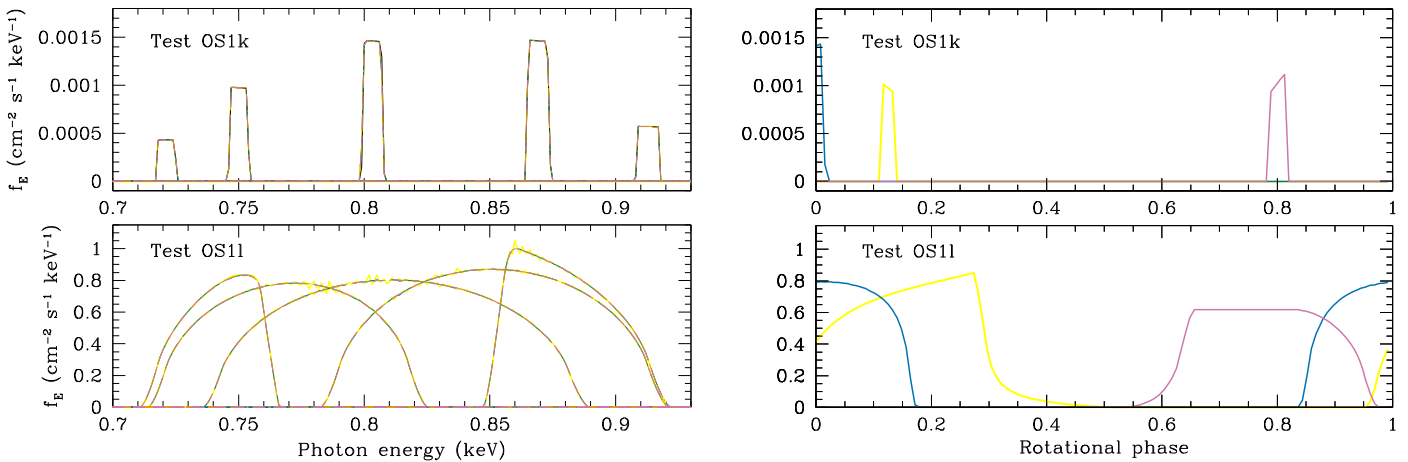 Test OS1k
0.0015
0.001
0.0005
0
f_E (cm⁻² s⁻¹ keV⁻¹)
0.7 0.75 0.8 0.85 0.9
Test OS1k
0.0015
0.001
0.0005
0
0 0.2 0.4 0.6 0.8 1
Test OS1l
1
0.8
0.6
0.4
0.2
0
f_E (cm⁻² s⁻¹ keV⁻¹)
0.7 0.75 0.8 0.85 0.9
Photon energy (keV)
Test OS1l
1
0.8
0.6
0.4
0.2
0
0 0.2 0.4 0.6 0.8 1
Rotational phase